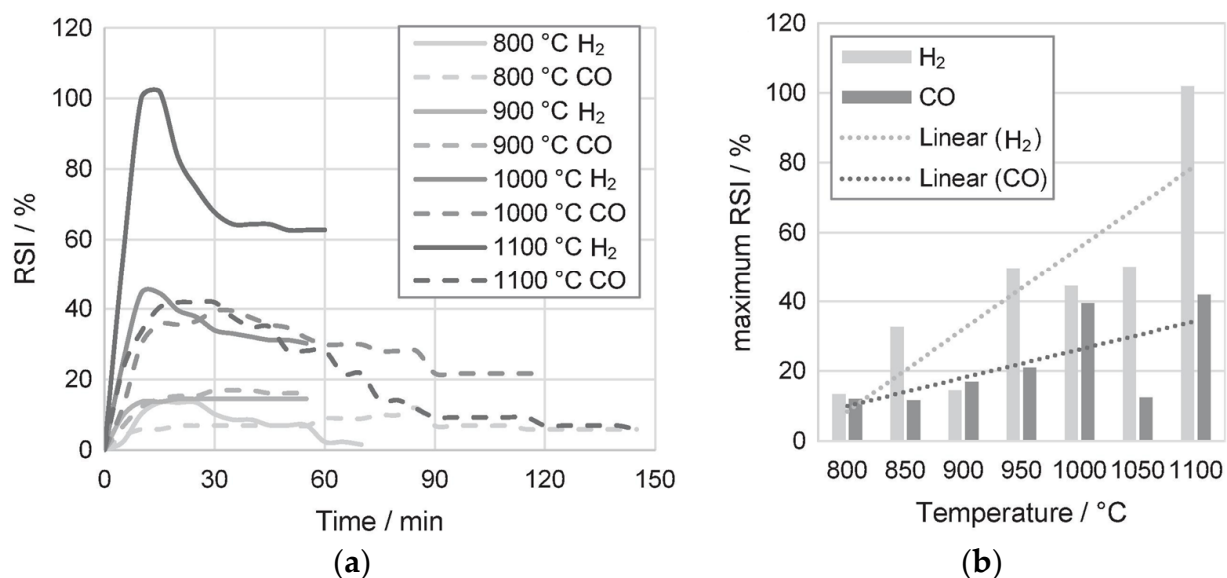 120
100
80
60
40
20
0
RSI / %
800 °C H₂
800 °C CO
900 °C H₂
900 °C CO
1000 °C H₂
1000 °C CO
1100 °C H₂
1100 °C CO
0 30 60 90 120 150
Time / min
(a)
120
100
80
60
40
20
0
maximum RSI / %
H₂
CO
Linear (H₂)
Linear (CO)
800 850 900 950 1000 1050 1100
Temperature / °C
(b)